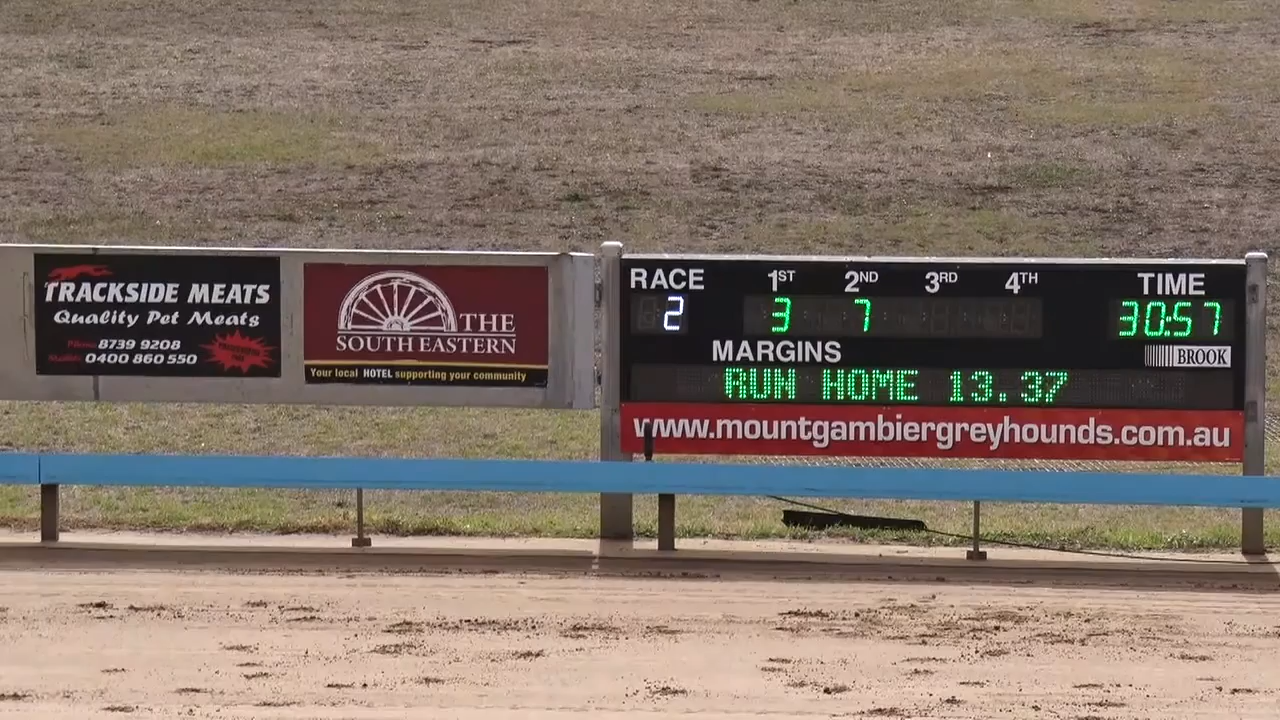 TRACKSIDE MEATS
Quality Pet Meats
Phone: 8739 9208
Mobile: 0400 860 550
THE
SOUTH EASTERN
Your local HOTEL supporting your community
RACE 1ST 2ND 3RD 4TH TIME
2 3 7 30:57
MARGINS
BROOK
RUN HOME 13.37
www.mountgambiergreyhounds.com.au